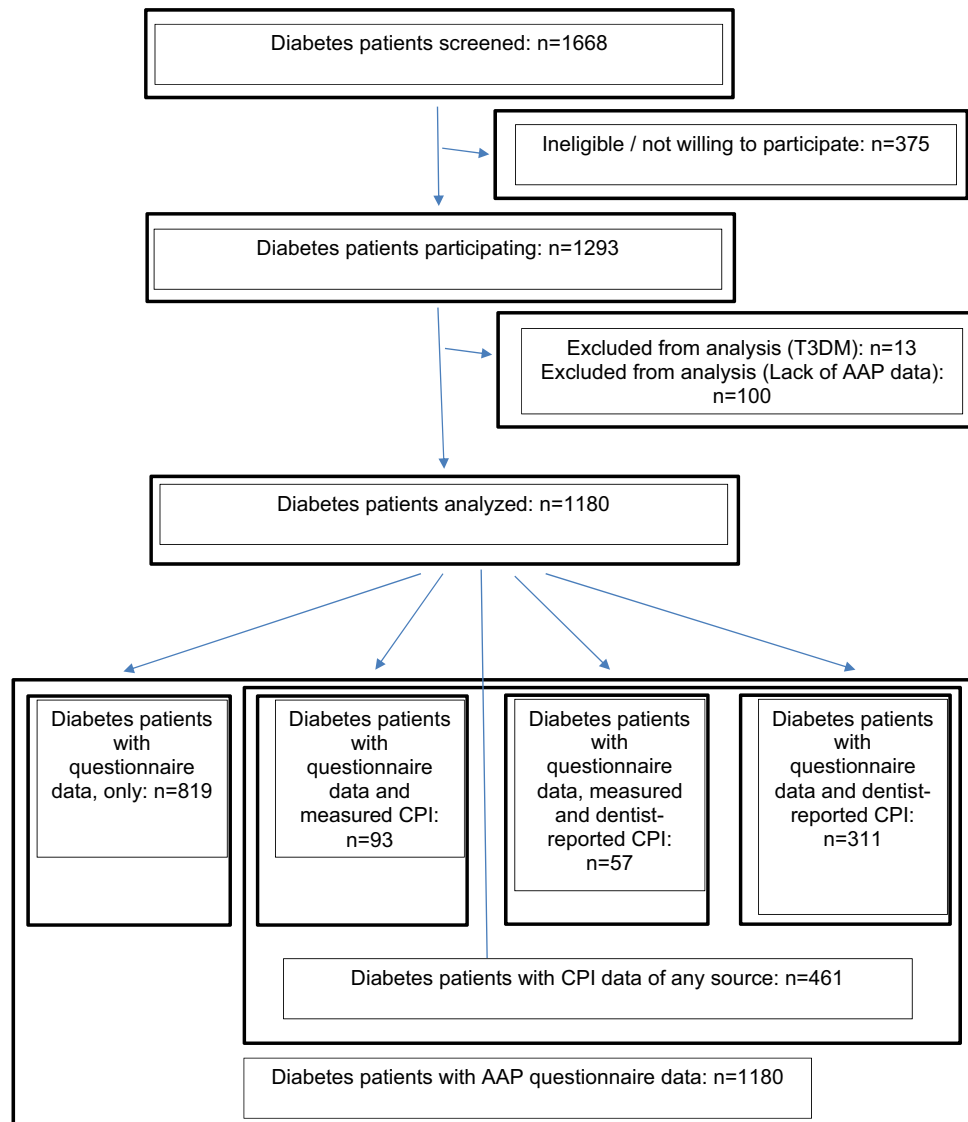 Diabetes patients screened: n=1668
Ineligible / not willing to participate: n=375
Diabetes patients participating: n=1293
Excluded from analysis (T3DM): n=13
Excluded from analysis (Lack of AAP data):
n=100
Diabetes patients analyzed: n=1180
Diabetes patients
with
questionnaire
data, only: n=819
Diabetes patients
with
questionnaire
data and
measured CPI:
n=93
Diabetes patients
with
questionnaire
data, measured
and dentist-
reported CPI:
n=57
Diabetes patients
with
questionnaire
data and dentist-
reported CPI:
n=311
Diabetes patients with CPI data of any source: n=461
Diabetes patients with AAP questionnaire data: n=1180